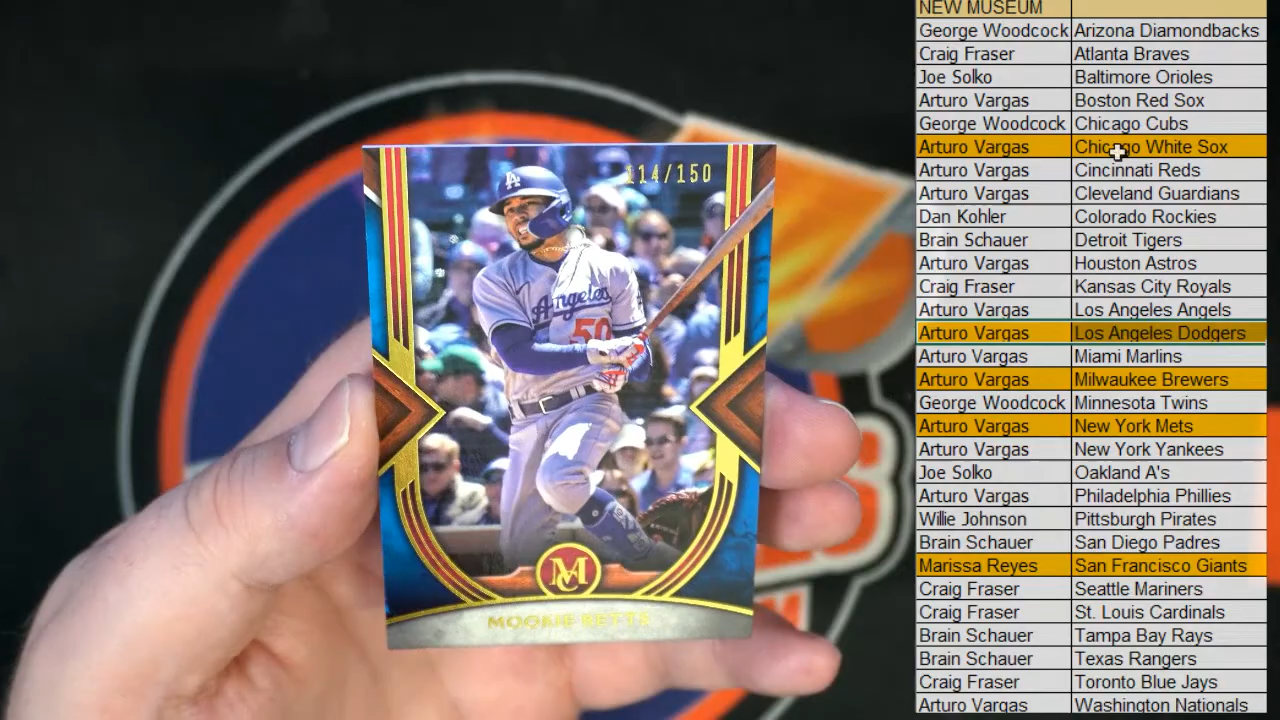 NEW MUSEUM
George Woodcock Arizona Diamondbacks
Craig Fraser Atlanta Braves
Joe Solko Baltimore Orioles
Arturo Vargas Boston Red Sox
George Woodcock Chicago Cubs
Arturo Vargas Chicago White Sox
Arturo Vargas Cincinnati Reds
Arturo Vargas Cleveland Guardians
Dan Kohler Colorado Rockies
Brain Schauer Detroit Tigers
Arturo Vargas Houston Astros
Craig Fraser Kansas City Royals
Arturo Vargas Los Angeles Angels
Arturo Vargas Los Angeles Dodgers
Arturo Vargas Miami Marlins
Arturo Vargas Milwaukee Brewers
George Woodcock Minnesota Twins
Arturo Vargas New York Mets
Arturo Vargas New York Yankees
Joe Solko Oakland A's
Arturo Vargas Philadelphia Phillies
Willie Johnson Pittsburgh Pirates
Brain Schauer San Diego Padres
Marissa Reyes San Francisco Giants
Craig Fraser Seattle Mariners
Craig Fraser St. Louis Cardinals
Brain Schauer Tampa Bay Rays
Brain Schauer Texas Rangers
Craig Fraser Toronto Blue Jays
Arturo Vargas Washington Nationals
114/150
LA
Angeles
50
MC
MOOKIE BETTS